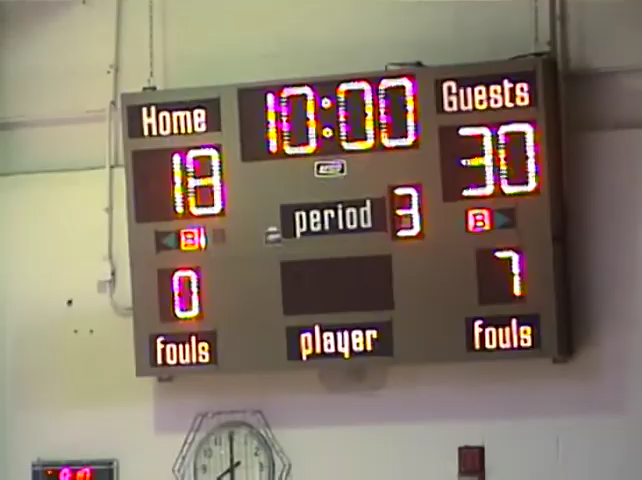 Home 10:00 Guests
18 30
period 3
B B
0 7
fouls player fouls